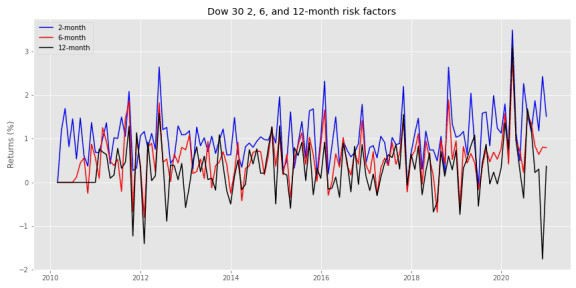 Dow 30 2, 6, and 12-month risk factors
2-month
6-month
12-month
Returns (%)
3
2
1
0
−1
−2
2010
2012
2014
2016
2018
2020